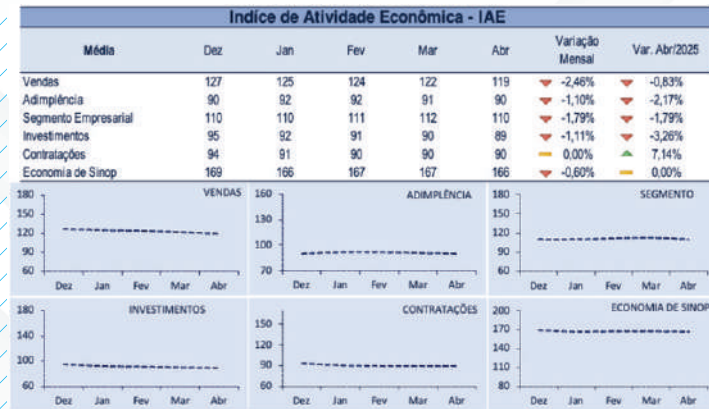 Indíce de Atividade Econômica - IAE
Média Dez Jan Fev Mar Abr Variação Mensal Var. Abr/2025
Vendas 127 125 124 122 119 -2,46% -0,83%
Adimplência 90 92 92 91 90 -1,10% -2,17%
Segmento Empresarial 110 110 111 112 110 -1,79% -1,79%
Investimentos 95 92 91 90 89 -1,11% -3,26%
Contratações 94 91 90 90 90 0,00% 7,14%
Economia de Sinop 169 166 167 167 166 -0,60% 0,00%
VENDAS
180
150
120
90
60
Dez Jan Fev Mar Abr
ADIMPLÊNCIA
160
130
100
70
Dez Jan Fev Mar Abr
SEGMENTO
180
150
120
90
60
Dez Jan Fev Mar Abr
INVESTIMENTOS
180
140
100
60
Dez Jan Fev Mar Abr
CONTRATAÇÕES
150
120
90
60
Dez Jan Fev Mar Abr
ECONOMIA DE SINOP
200
170
140
110
80
Dez Jan Fev Mar Abr